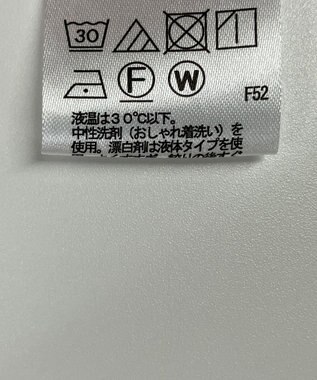 30
F W
F52
液温は30℃以下。
中性洗剤（おしゃれ着洗い）を
使用。漂白剤は液体タイプを使